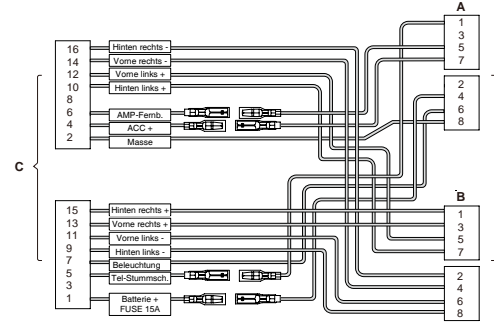 A
1
3
5
7
2
4
6
8
16 Hinten rechts -
14 Vorne rechts -
12 Vorne links +
10 Hinten links +
8
6 AMP-Fernb.
4 ACC +
2 Masse
C
15 Hinten rechts +
13 Vorne rechts +
11 Vorne links -
9 Hinten links -
7 Beleuchtung
5 Tel-Stummsch.
3
1 Batterie +
FUSE 15A
B
1
3
5
7
2
4
6
8